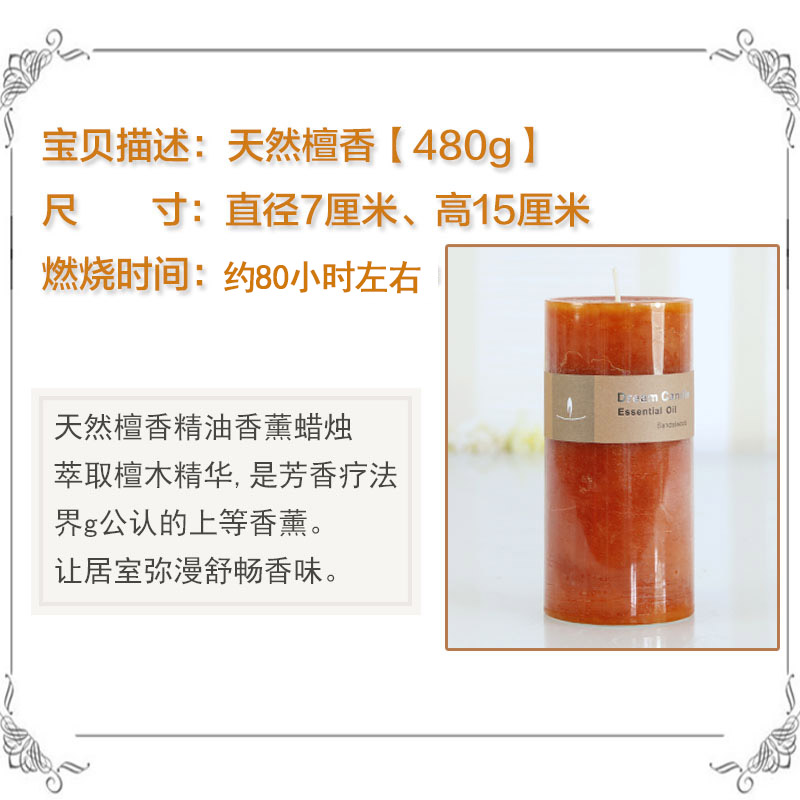 宝贝描述：天然檀香【480g】
尺 寸：直径7厘米、高15厘米
燃烧时间：约80小时左右
天然檀香精油香薰蜡烛
萃取檀木精华,是芳香疗法
界g公认的上等香薰。
让居室弥漫舒畅香味。
Dream Candle
Essential Oil
Sandalwood